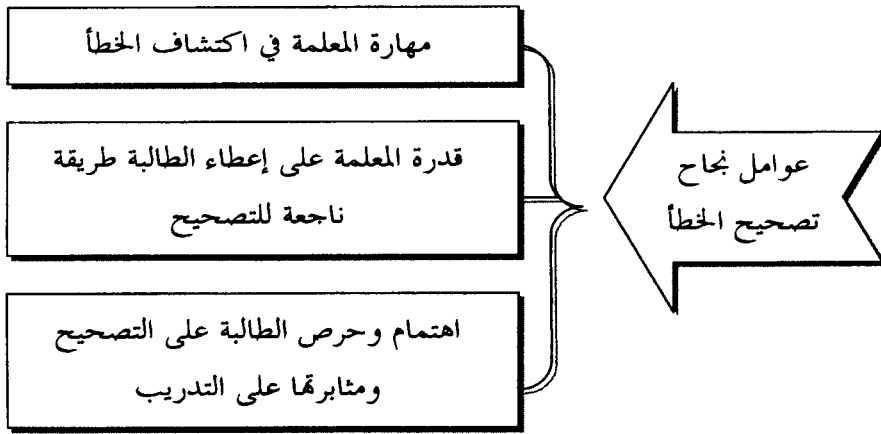 عوامل نجاح
تصحيح الخطأ
مهارة المعلمة في اكتشاف الخطأ
قدرة المعلمة على إعطاء الطالبة طريقة
ناجعة للتصحيح
اهتمام وحرص الطالبة على التصحيح
ومثابرتها على التدريب